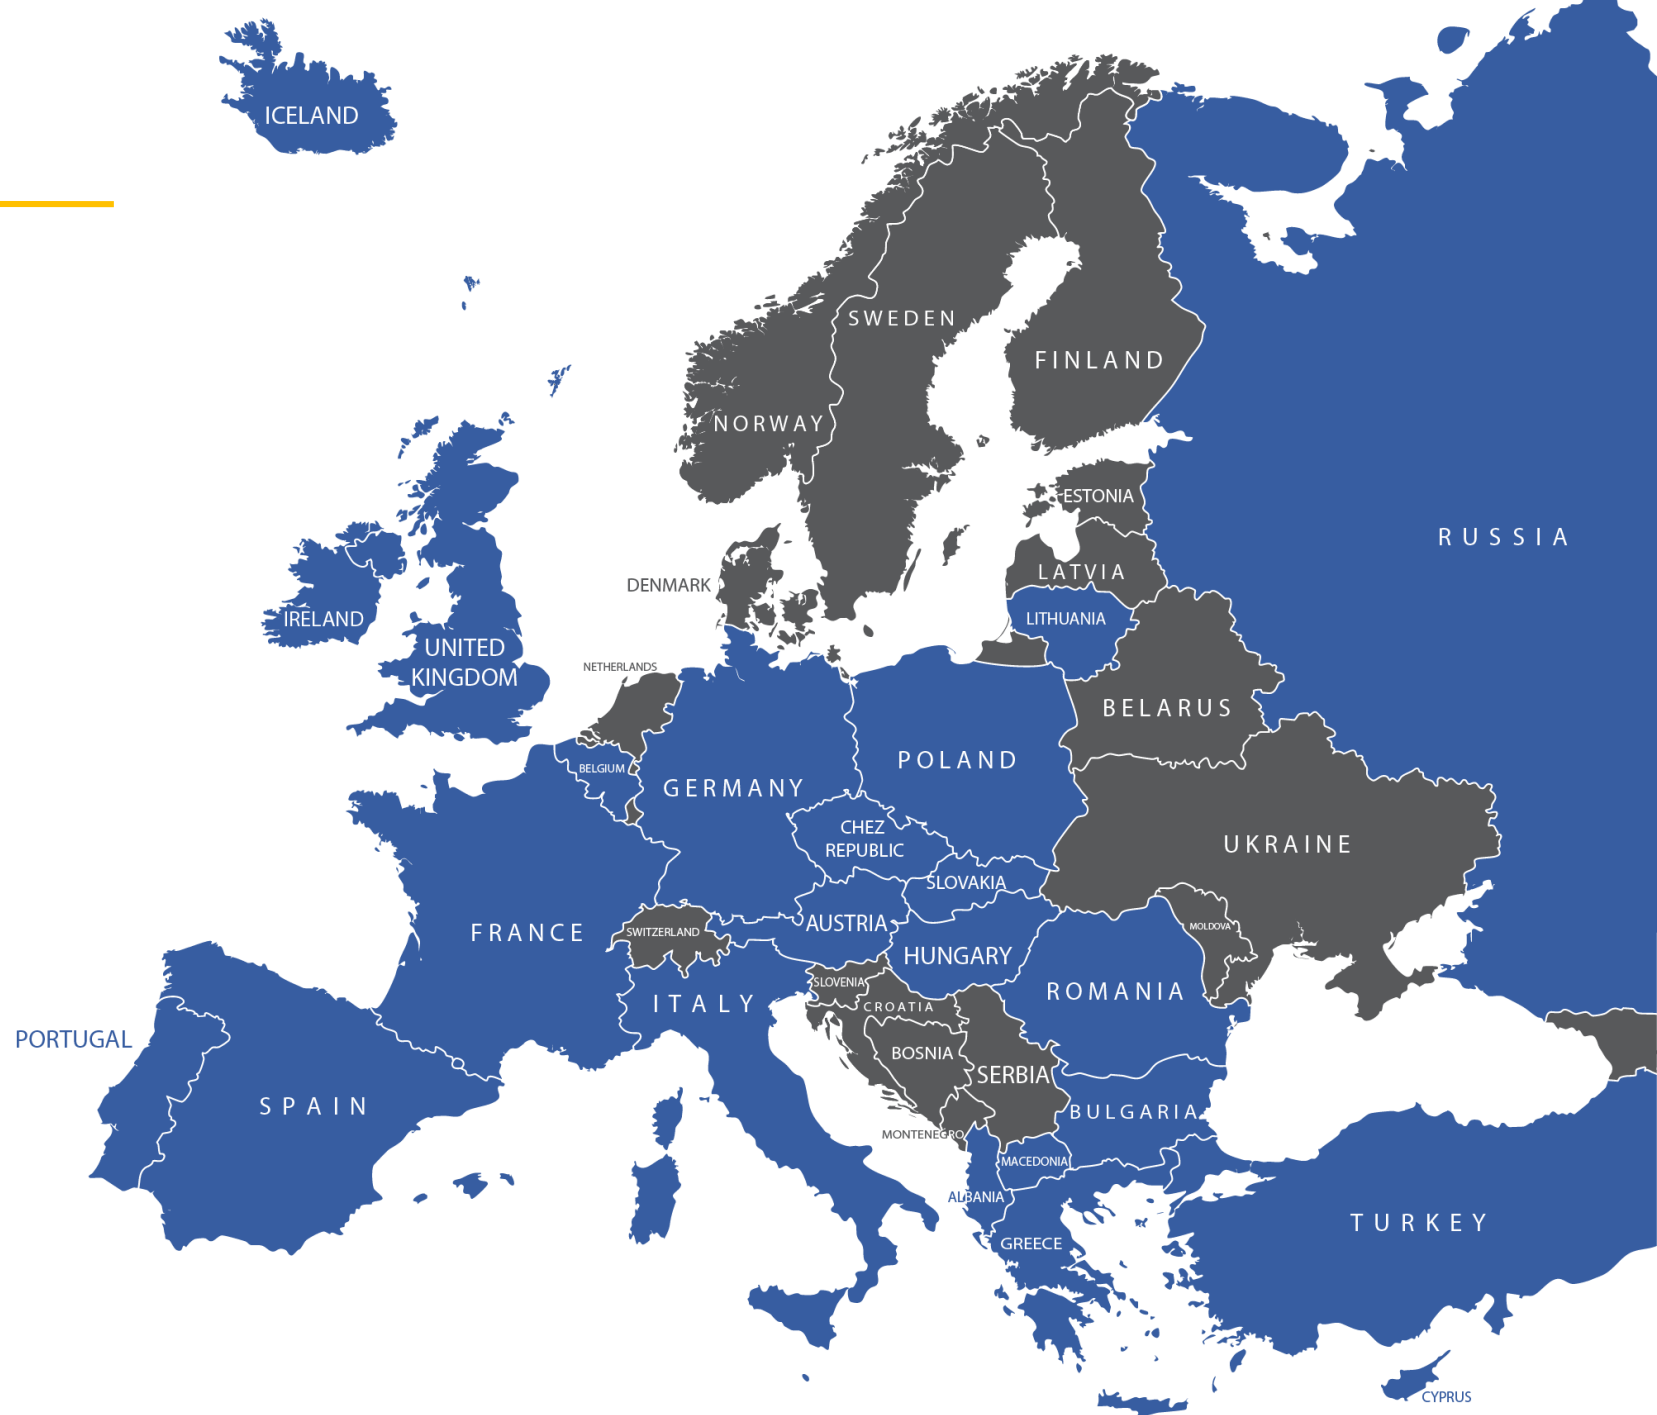 ICELAND
SWEDEN
FINLAND
NORWAY
ESTONIA
RUSSIA
LATVIA
DENMARK
LITHUANIA
IRELAND
UNITED
KINGDOM
NETHERLANDS
BELARUS
POLAND
BELGIUM
GERMANY
CHEZ
REPUBLIC
UKRAINE
SLOVAKIA
FRANCE
SWITZERLAND
AUSTRIA
MOLDOVA
HUNGARY
SLOVENIA
ROMANIA
ITALY
CROATIA
PORTUGAL
BOSNIA
SERBIA
SPAIN
BULGARIA
MONTENEGRO
MACEDONIA
ALBANIA
TURKEY
GREECE
CYPRUS